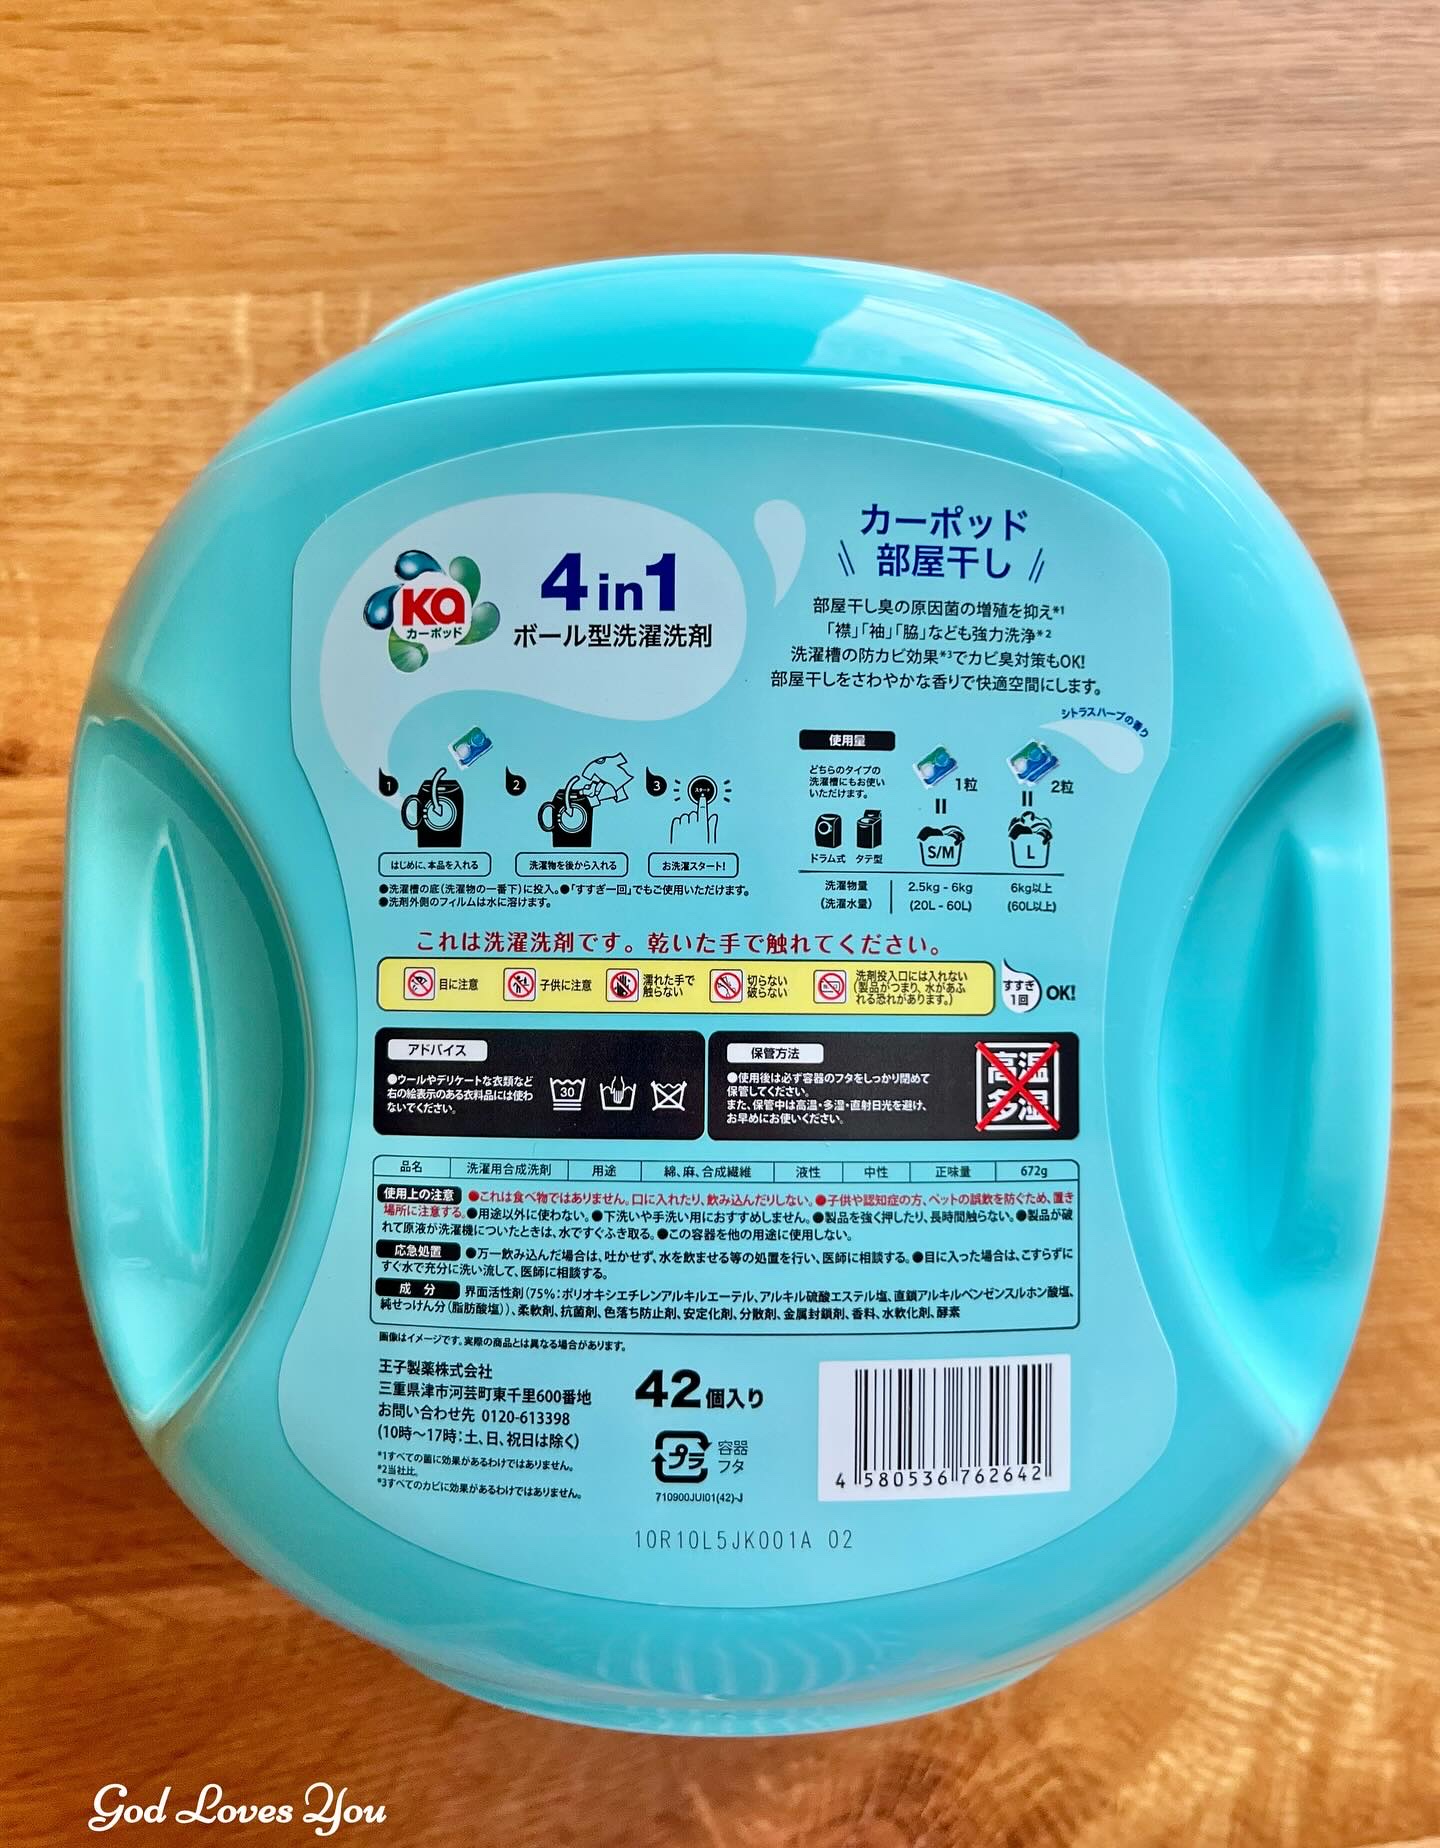 Ka
カーポッド
4in1
ボール型洗濯洗剤
カーポッド
部屋干し
部屋干し臭の原因菌の増殖を抑え*1
「襟」「袖」「脇」なども強力洗浄*2
洗濯槽の防カビ効果*3でカビ臭対策もOK!
部屋干しをさわやかな香りで快適空間にします。
シトラスハーブの香り
1
2
3
スタート
はじめに、本品を入れる
洗濯物を後から入れる
お洗濯スタート!
●洗濯槽の底(洗濯物の一番下)に投入。●「すすぎ一回」でもご使用いただけます。
●洗剤外側のフィルムは水に溶けます。
使用量
どちらのタイプの
洗濯槽にもお使い
いただけます。
ドラム式 タテ型
1粒
2粒
S/M
L
洗濯物量 2.5kg - 6kg 6kg以上
(洗濯水量) (20L - 60L) (60L以上)
これは洗濯洗剤です。乾いた手で触れてください。
目に注意
子供に注意
濡れた手で
触らない
切らない
破らない
洗剤投入口には入れない
(製品がつまり、水があふ
れる恐れがあります。)
すすぎ
1回
OK!
アドバイス
●ウールやデリケートな衣類など
右の絵表示のある衣料品には使わ
ないでください。
30
保管方法
●使用後は必ず容器のフタをしっかり閉めて
保管してください。
また、保管中は高温・多湿・直射日光を避け、
お早めにお使いください。
高温
多湿
品名 洗濯用合成洗剤 用途 綿、麻、合成繊維 液性 中性 正味量 672g
使用上の注意 ●これは食べ物ではありません。口に入れたり、飲み込んだりしない。●子供や認知症の方、ペットの誤飲を防ぐため、置き
場所に注意する。●用途以外に使わない。●下洗いや手洗い用におすすめしません。●製品を強く押したり、長時間触らない。●製品が破
れて原液が洗濯機についたときは、水ですぐふき取る。●この容器を他の用途に使用しない。
応急処置 ●万一飲み込んだ場合は、吐かせず、水を飲ませる等の処置を行い、医師に相談する。●目に入った場合は、こすらずに
すぐ水で充分に洗い流して、医師に相談する。
成 分 界面活性剤(75%:ポリオキシエチレンアルキルエーテル、アルキル硫酸エステル塩、直鎖アルキルベンゼンスルホン酸塩、
純せっけん分(脂肪酸塩))、柔軟剤、抗菌剤、色落ち防止剤、安定化剤、分散剤、金属封鎖剤、香料、水軟化剤、酵素
画像はイメージです。実際の商品とは異なる場合があります。
王子製薬株式会社
三重県津市河芸町東千里600番地
お問い合わせ先 0120-613398
(10時〜17時:土、日、祝日は除く)
*1すべての菌に効果があるわけではありません。
*2当社比。
*3すべてのカビに効果があるわけではありません。
42個入り
プラ
容器
フタ
710900JUI01(42)-J
4 580536 762642
10R10L5JK001A 02
God Loves You